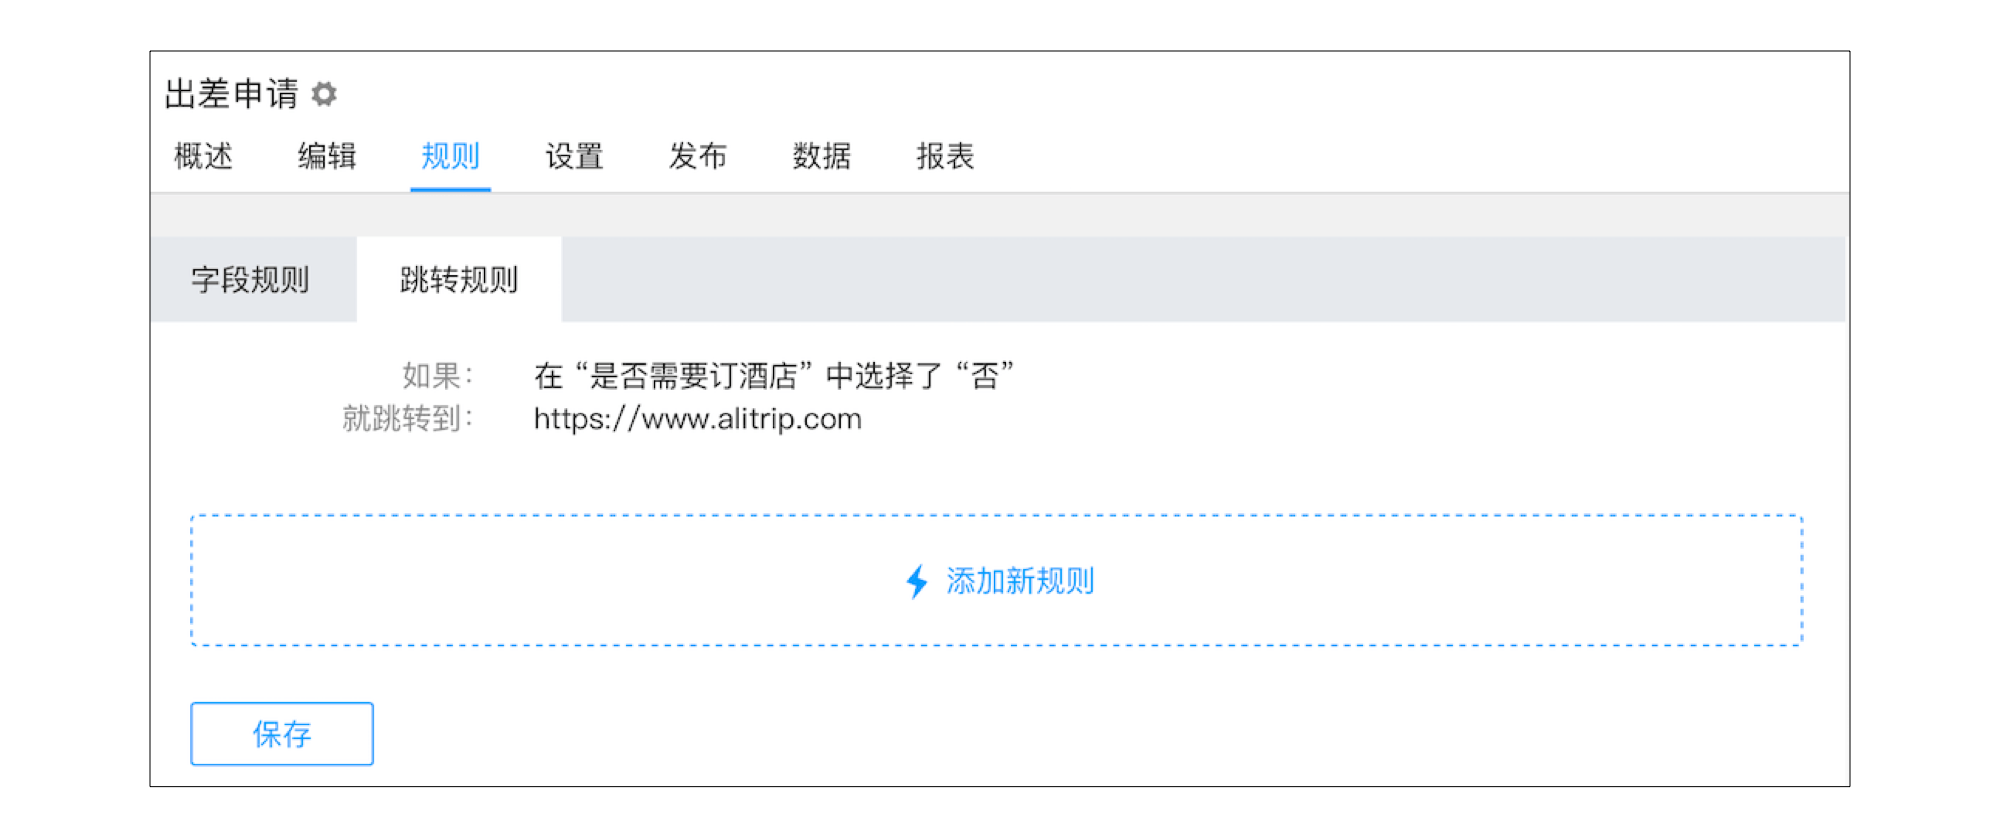 出差申请
概述 编辑 规则 设置 发布 数据 报表
字段规则 跳转规则
如果： 在 “是否需要订酒店” 中选择了 “否”
就跳转到： https://www.alitrip.com
添加新规则
保存